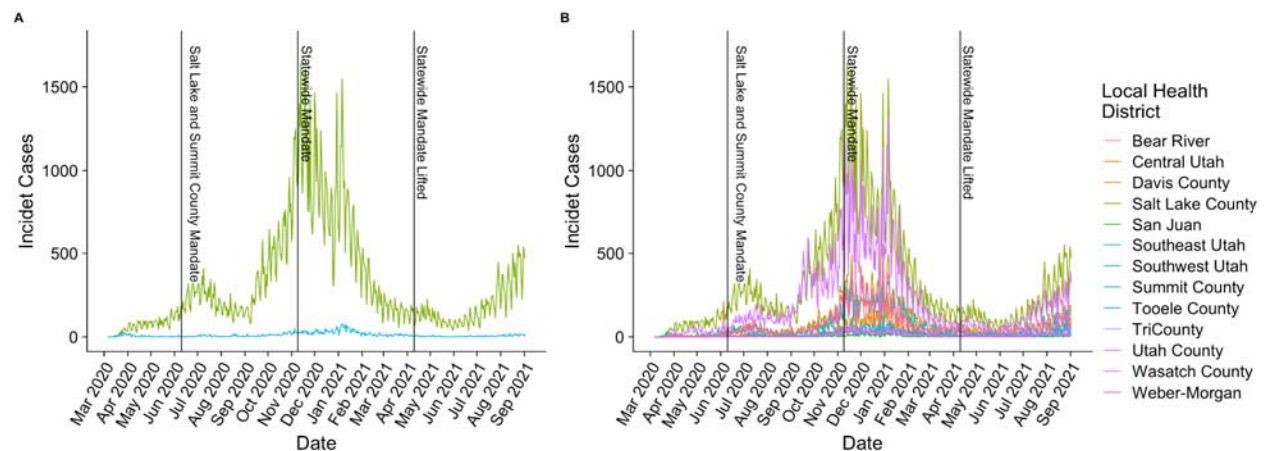 A
Incidet Cases
1500
1000
500
0
Salt Lake and Summit County Mandate
Statewide Mandate
Statewide Mandate Lifted
Mar 2020
Apr 2020
May 2020
Jun 2020
Jul 2020
Aug 2020
Sep 2020
Oct 2020
Nov 2020
Dec 2020
Jan 2021
Feb 2021
Mar 2021
Apr 2021
May 2021
Jun 2021
Jul 2021
Aug 2021
Sep 2021
Date
B
Incidet Cases
1500
1000
500
0
Salt Lake and Summit County Mandate
Statewide Mandate
Statewide Mandate Lifted
Mar 2020
Apr 2020
May 2020
Jun 2020
Jul 2020
Aug 2020
Sep 2020
Oct 2020
Nov 2020
Dec 2020
Jan 2021
Feb 2021
Mar 2021
Apr 2021
May 2021
Jun 2021
Jul 2021
Aug 2021
Sep 2021
Date
Local Health
District
Bear River
Central Utah
Davis County
Salt Lake County
San Juan
Southeast Utah
Southwest Utah
Summit County
Tooele County
TriCounty
Utah County
Wasatch County
Weber-Morgan